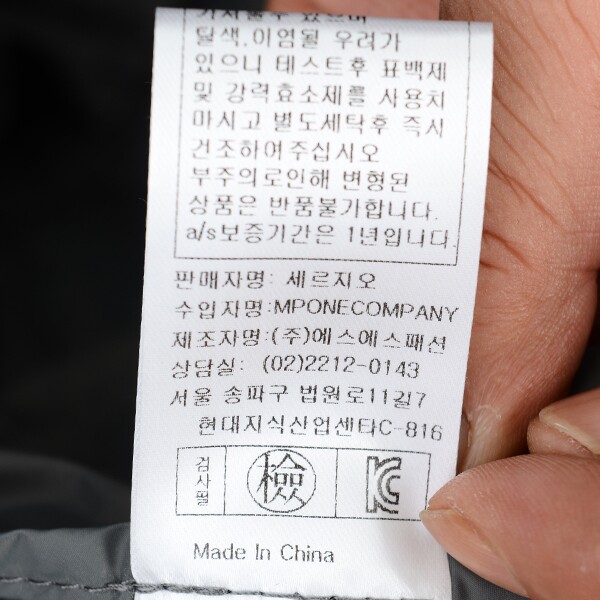 탈색.이염될 우려가
있으니 테스트후 표백제
및 강력효소제를 사용치
마시고 별도세탁후 즉시
건조하여주십시오
부주의로인해 변형된
상품은 반품불가합니다.
a/s보증기간은 1년입니다.
판매자명: 세르지오
수입자명:MPONECOMPANY
제조자명:(주)에스에스패션
상담실: (02)2212-0143
서울 송파구 법원로11길7
현대지식산업센타C-816
검사필 檢 KC
Made In China